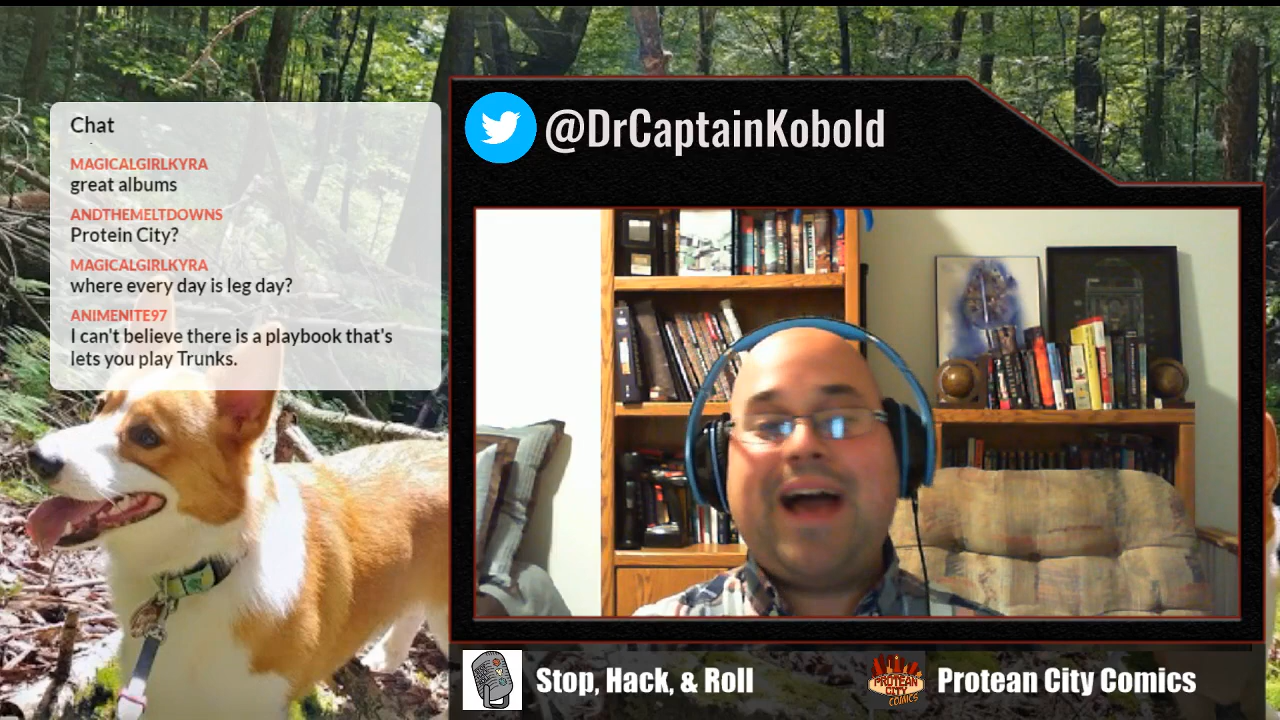 @DrCaptainKobold
Chat
MAGICALGIRLKYRA
great albums
ANDTHEMELTDOWNS
Protein City?
MAGICALGIRLKYRA
where every day is leg day?
ANIMENITE97
I can't believe there is a playbook that's
lets you play Trunks.
Stop, Hack, & Roll
PROTEAN
CITY
COMICS
Protean City Comics